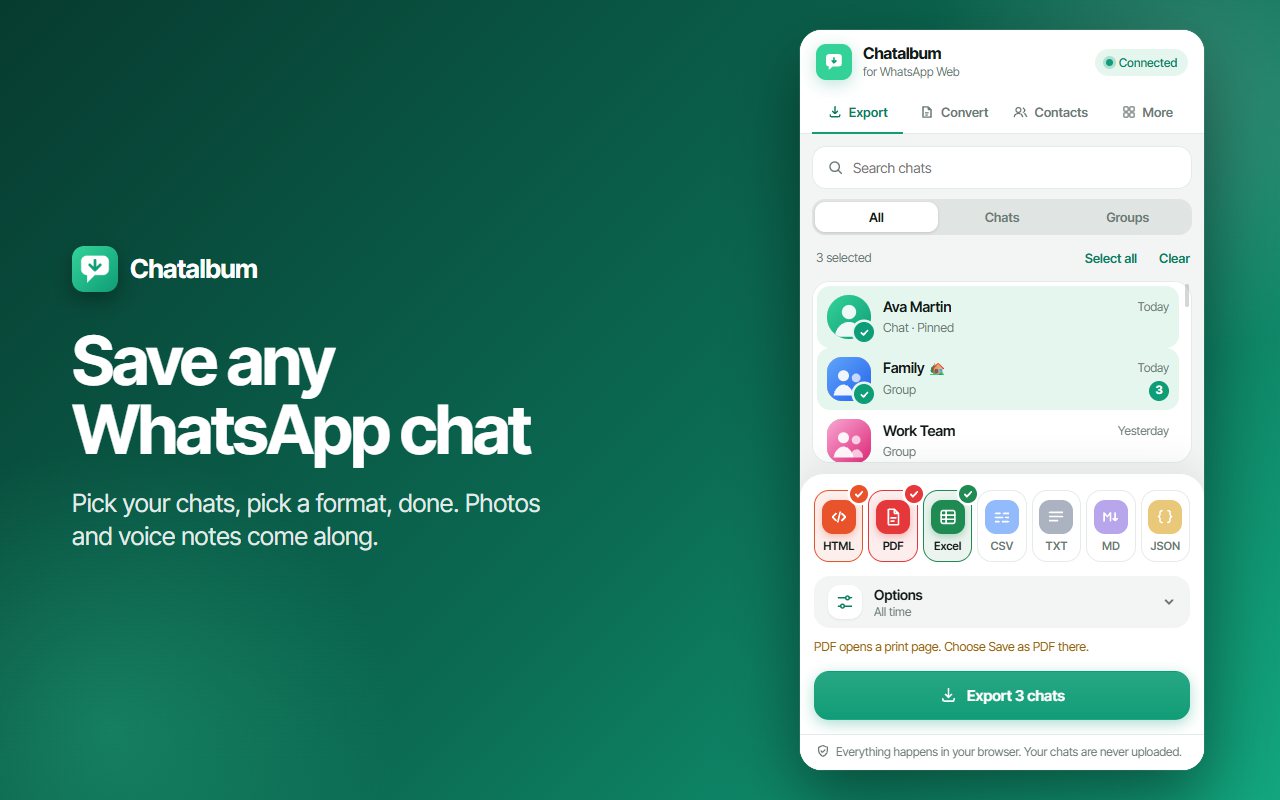 Chatalbum
Save any
WhatsApp chat
Pick your chats, pick a format, done. Photos
and voice notes come along.
Chatalbum
for WhatsApp Web
Connected
Export
Convert
Contacts
More
Search chats
All
Chats
Groups
3 selected
Select all
Clear
Ava Martin
Today
Chat · Pinned
Family 🏠
Today
Group
3
Work Team
Yesterday
Group
HTML
PDF
Excel
CSV
M↓
TXT
MD
JSON
Options
All time
PDF opens a print page. Choose Save as PDF there.
Export 3 chats
Everything happens in your browser. Your chats are never uploaded.